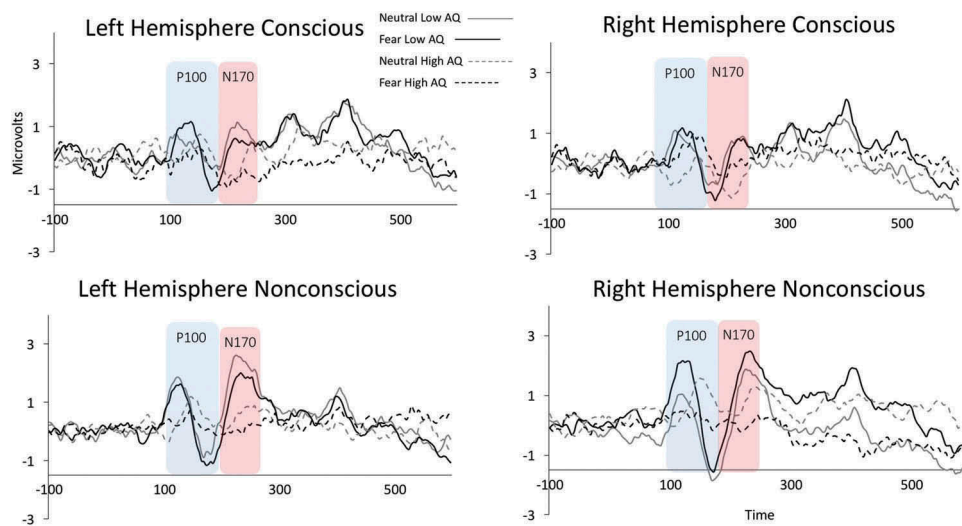 Left Hemisphere Conscious
Neutral Low AQ
Fear Low AQ
Neutral High AQ
Fear High AQ
Right Hemisphere Conscious
3
1
-1
-3
Microvolts
P100
N170
-100
100
300
500
3
1
-1
-3
P100
N170
-100
100
300
500
Left Hemisphere Nonconscious
Right Hemisphere Nonconscious
3
1
-1
-3
P100
N170
-100
100
300
500
3
1
-1
-3
P100
N170
-100
100
300
500
Time